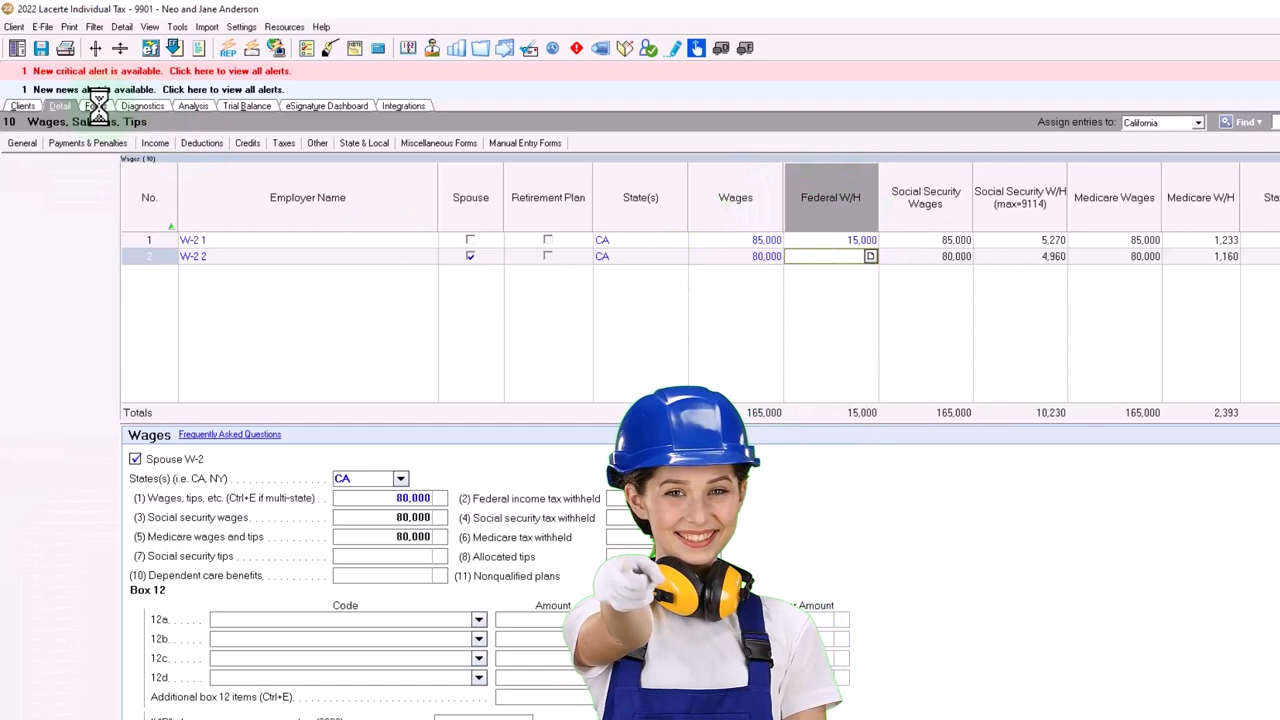 2022 Lacerte Individual Tax - 9901 - Neo and Jane Anderson
Client E-File Print Filter Detail View Tools Import Settings Resources Help
REP
1 New critical alert is available. Click here to view all alerts.
1 New news available. Click here to view all alerts.
Clients Detail Diagnostics Analysis Trial Balance eSignature Dashboard Integrations
10 Wages, Tips Assign entries to: California Find
General Payments & Penalties Income Deductions Credits Taxes Other State & Local Miscellaneous Forms Manual Entry Forms
Wages (10)
No. Employer Name Spouse Retirement Plan State(s) Wages Federal W/H Social Security Wages Social Security W/H (max=9114) Medicare Wages Medicare W/H
1 W-2 1 CA 85,000 15,000 85,000 5,270 85,000 1,233
2 W-2 2 CA 80,000 80,000 4,960 80,000 1,160
Totals 165,000 15,000 165,000 10,230 165,000 2,393
Wages Frequently Asked Questions
Spouse W-2
States(s) (i.e. CA, NY) CA
(1) Wages, tips, etc. (Ctrl+E if multi-state) 80,000 (2) Federal income tax withheld
(3) Social security wages 80,000 (4) Social security tax withheld
(5) Medicare wages and tips 80,000 (6) Medicare tax withheld
(7) Social security tips (8) Allocated tips
(10) Dependent care benefits (11) Nonqualified plans
Box 12
Code Amount Amount
12a
12b
12c
12d
Additional box 12 items (Ctrl+E)